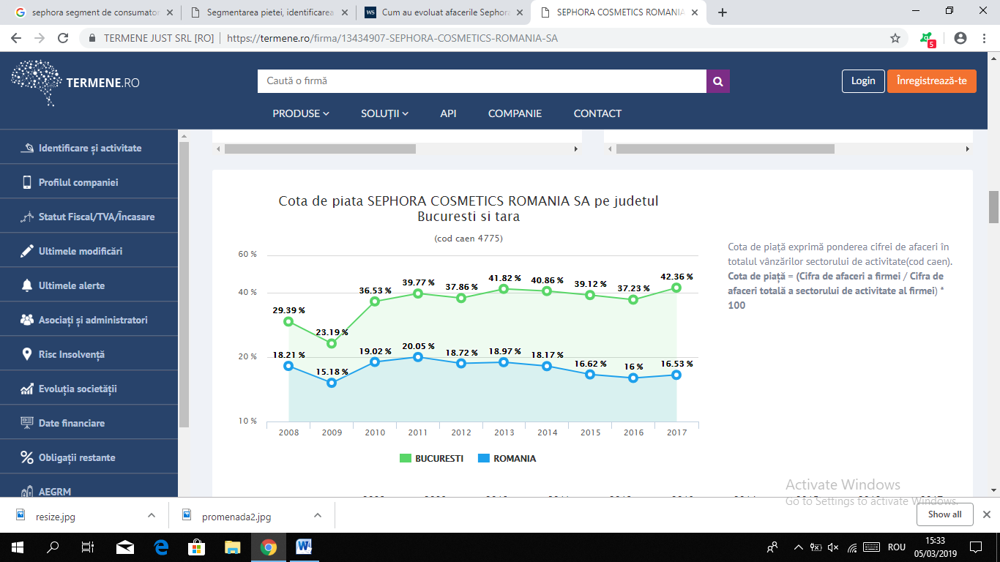 sephora segment de consumator
Segmentarea pietei, identificarea
Cum au evoluat afacerile Sephora
SEPHORA COSMETICS ROMANIA
TERMENE JUST SRL [RO]
https://termene.ro/firma/13434907-SEPHORA-COSMETICS-ROMANIA-SA
5
TERMENE.RO
Caută o firmă
Login
Înregistrează-te
PRODUSE
SOLUȚII
API
COMPANIE
CONTACT
Identificare și activitate
Profilul companiei
Statut Fiscal/TVA/Încasare
Ultimele modificări
Ultimele alerte
Asociați și administratori
Risc Insolvență
Evoluția societății
Date financiare
Obligații restante
AEGRM
Cota de piata SEPHORA COSMETICS ROMANIA SA pe judetul
Bucuresti si tara
(cod caen 4775)
60 %
40 %
20 %
10 %
29.39 %
23.19 %
36.53 %
39.77 %
37.86 %
41.82 %
40.86 %
39.12 %
37.23 %
42.36 %
18.21 %
15.18 %
19.02 %
20.05 %
18.72 %
18.97 %
18.17 %
16.62 %
16 %
16.53 %
2008 2009 2010 2011 2012 2013 2014 2015 2016 2017
BUCURESTI
ROMANIA
Cota de piață exprimă ponderea cifrei de afaceri în
totalul vânzărilor sectorului de activitate(cod caen).
Cota de piață = (Cifra de afaceri a firmei / Cifra de
afaceri totală a sectorului de activitate al firmei) *
100
Activate Windows
Go to Settings to activate Windows.
resize.jpg
promenada2.jpg
Show all
ROU
15:33
05/03/2019